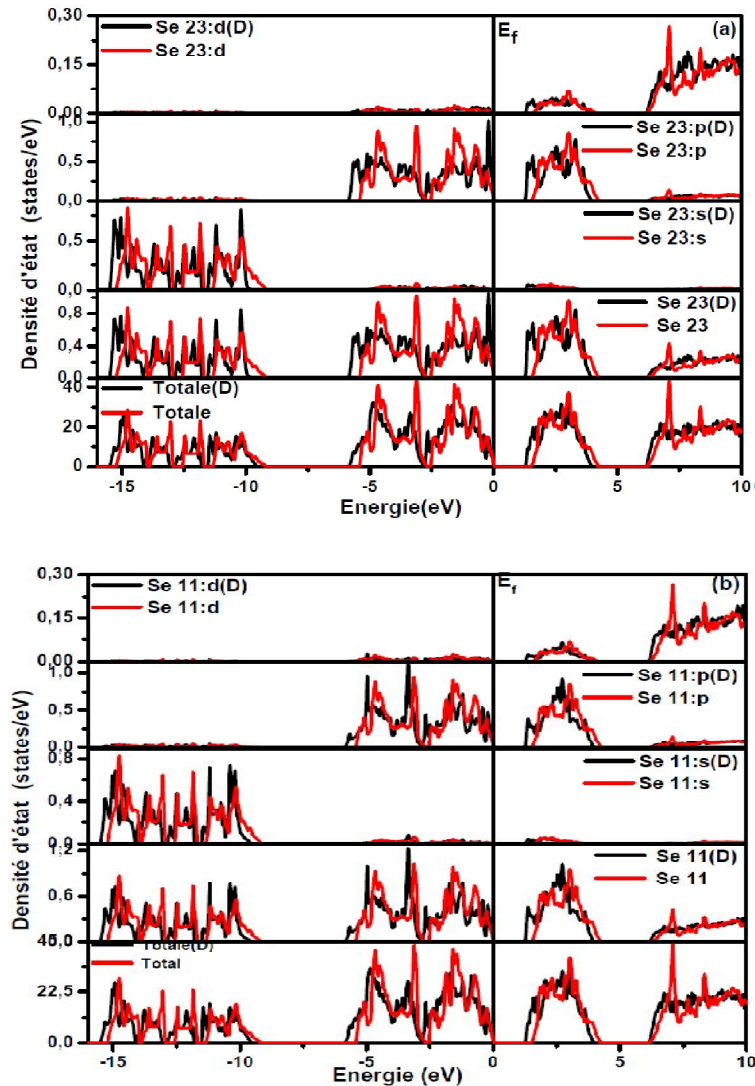 0,30
Se 23:d(D)
Se 23:d
E_f
(a)
0,15
0,00
1,0
Se 23:p(D)
Se 23:p
0,5
0,0
Se 23:s(D)
Se 23:s
0,5
0,0
Se 23(D)
Se 23
0,8
0,4
0,0
40
Totale(D)
Totale
20
0
-15
-10
-5
0
5
10
Energie(eV)
Densité d'état (states/eV)
0,30
Se 11:d(D)
Se 11:d
E_f
(b)
0,15
0,00
1,0
Se 11:p(D)
Se 11:p
0,5
0,0
0,8
Se 11:s(D)
Se 11:s
0,4
1,2
Se 11(D)
Se 11
0,6
Totale(D)
Total
22,5
0,0
-15
-10
-5
0
5
10
Energie (eV)
Densité d'état (states/eV)